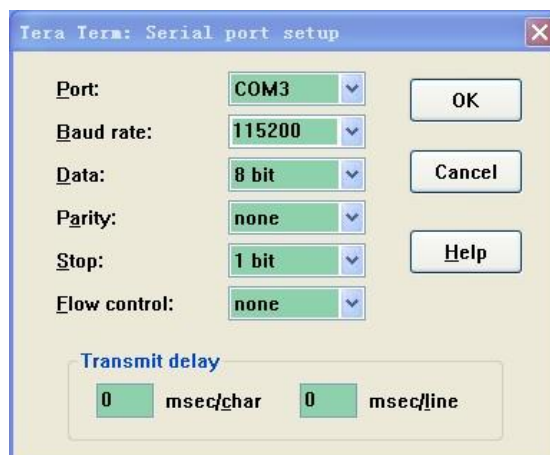 Tera Term: Serial port setup
Port: COM3 OK
Baud rate: 115200
Data: 8 bit Cancel
Parity: none
Stop: 1 bit Help
Flow control: none
Transmit delay
0 msec/char 0 msec/line